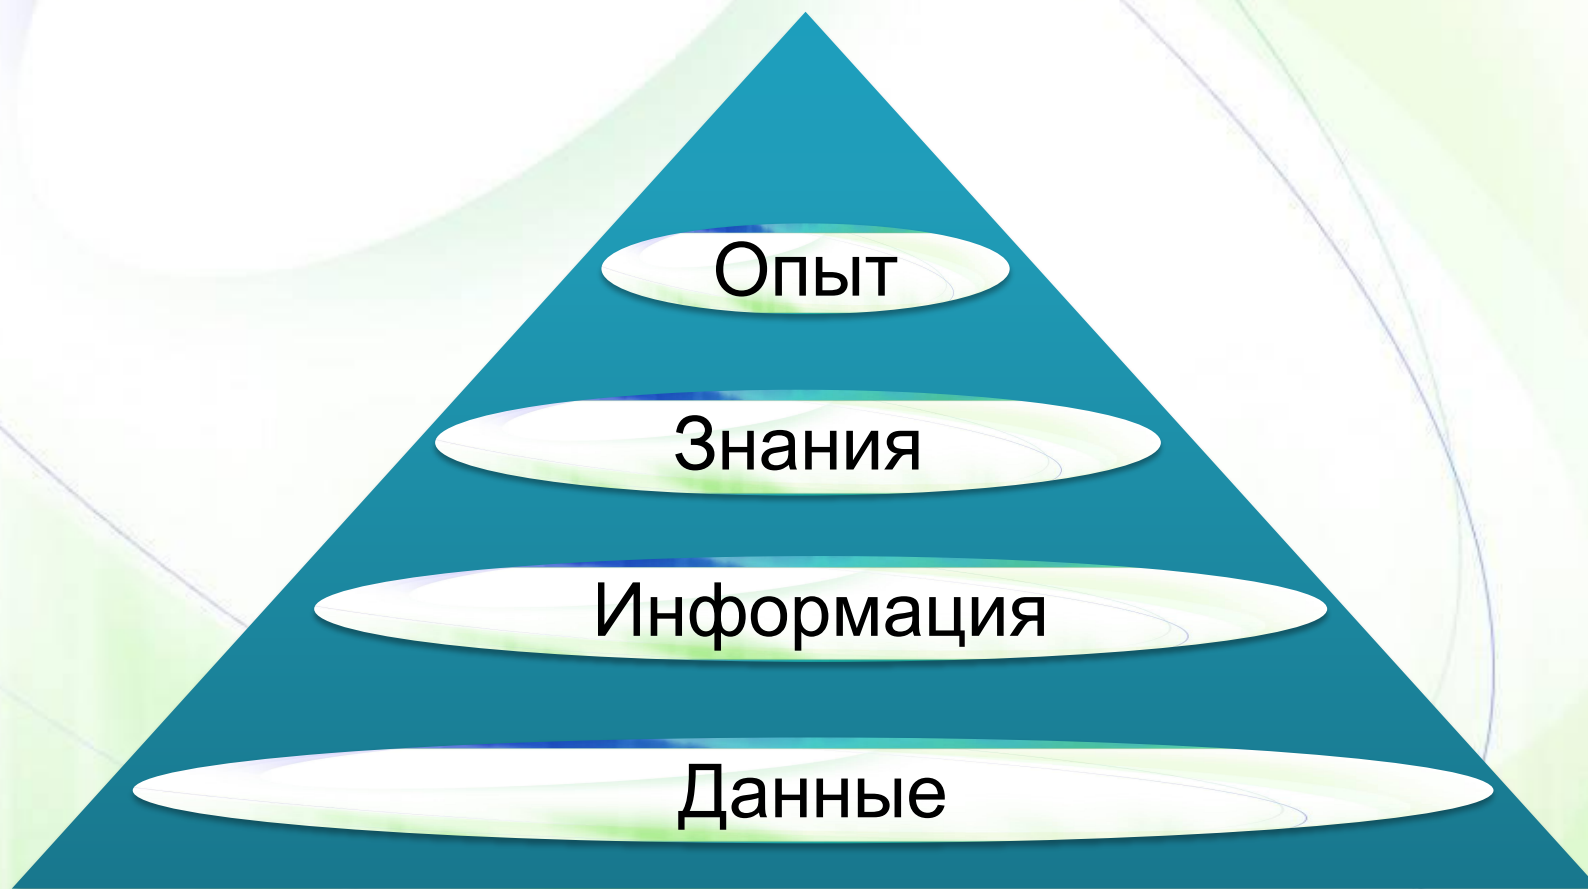 Опыт
Знания
Информация
Данные